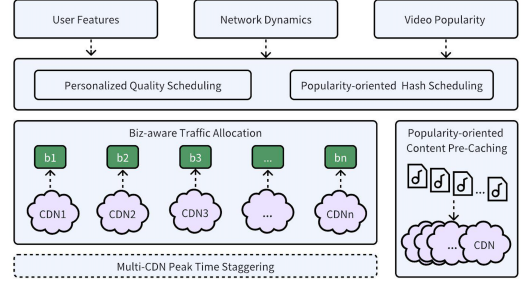 User Features
Network Dynamics
Video Popularity
Personalized Quality Scheduling
Popularity-oriented Hash Scheduling
Biz-aware Traffic Allocation
b1
b2
b3
...
bn
CDN1
CDN2
CDN3
...
CDNn
Multi-CDN Peak Time Staggering
Popularity-oriented
Content Pre-Caching
...
... CDN